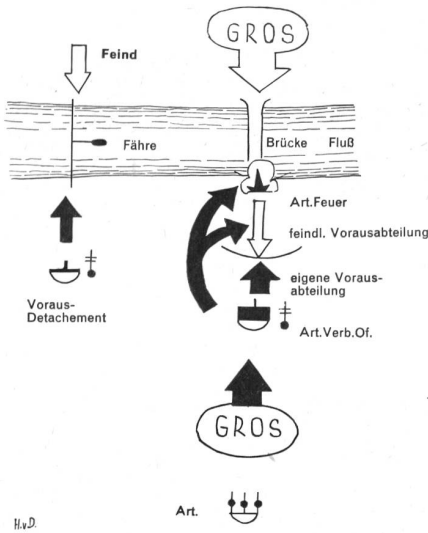 GROS
Feind
Fähre
Brücke Fluß
Art.Feuer
feindl. Vorausabteilung
eigene Voraus-
abteilung
Voraus-
Detachement
Art.Verb.Of.
GROS
Art.
H.v.D.